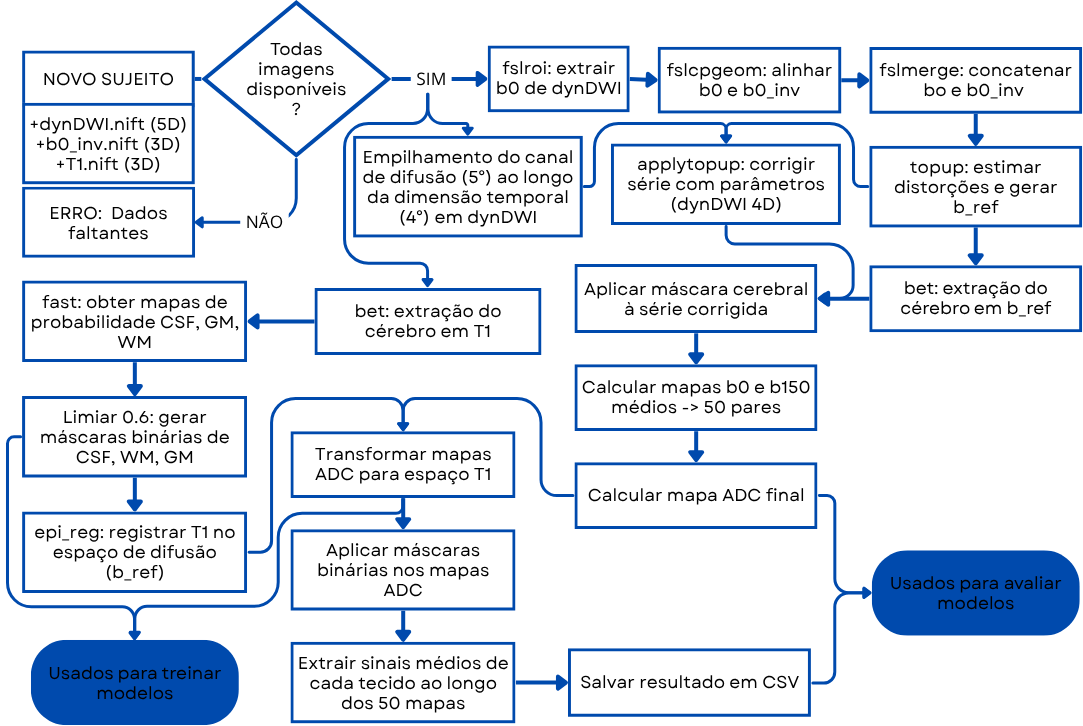 NOVO SUJEITO
+dynDWI.nift (5D)
+b0_inv.nift (3D)
+T1.nift (3D)
ERRO:  Dados
faltantes
Todas
imagens
disponíveis
?
SIM
NÃO
fslroi: extrair
b0 de dynDWI
fslcpgeom: alinhar
b0 e b0_inv
fslmerge: concatenar
bo e b0_inv
Empilhamento do canal
de difusão (5°) ao longo
da dimensão temporal
(4°) em dynDWI
applytopup: corrigir
série com parâmetros
(dynDWI 4D)
topup: estimar
distorções e gerar
b_ref
bet: extração do
cérebro em b_ref
Aplicar máscara cerebral
à série corrigida
bet: extração do
cérebro em T1
fast: obter mapas de
probabilidade CSF, GM,
WM
Calcular mapas b0 e b150
médios -> 50 pares
Limiar 0.6: gerar
máscaras binárias de
CSF, WM, GM
Transformar mapas
ADC para espaço T1
Calcular mapa ADC final
epi_reg: registrar T1 no
espaço de difusão
(b_ref)
Aplicar máscaras
binárias nos mapas
ADC
Usados para avaliar
modelos
Usados para treinar
modelos
Extrair sinais médios de
cada tecido ao longo
dos 50 mapas
Salvar resultado em CSV